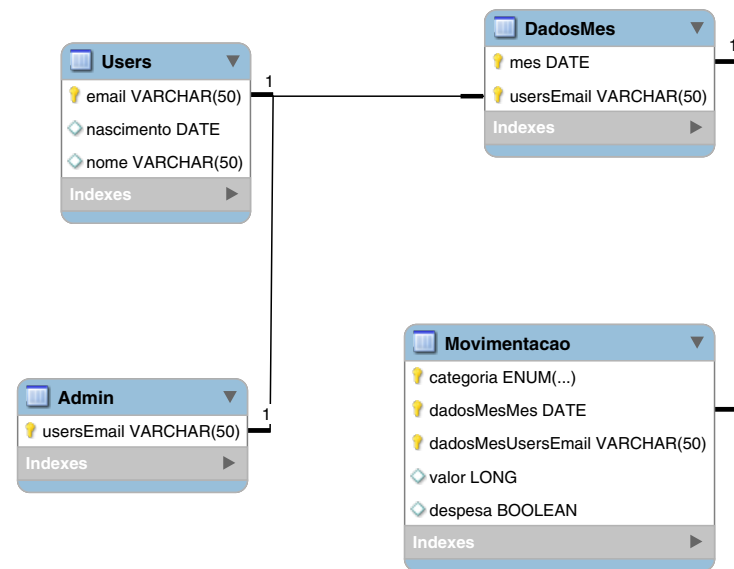 Users
email VARCHAR(50)
nascimento DATE
nome VARCHAR(50)
Indexes
1
DadosMes
mes DATE
usersEmail VARCHAR(50)
Indexes
1
Admin
usersEmail VARCHAR(50)
Indexes
1
Movimentacao
categoria ENUM(...)
dadosMesMes DATE
dadosMesUsersEmail VARCHAR(50)
valor LONG
despesa BOOLEAN
Indexes